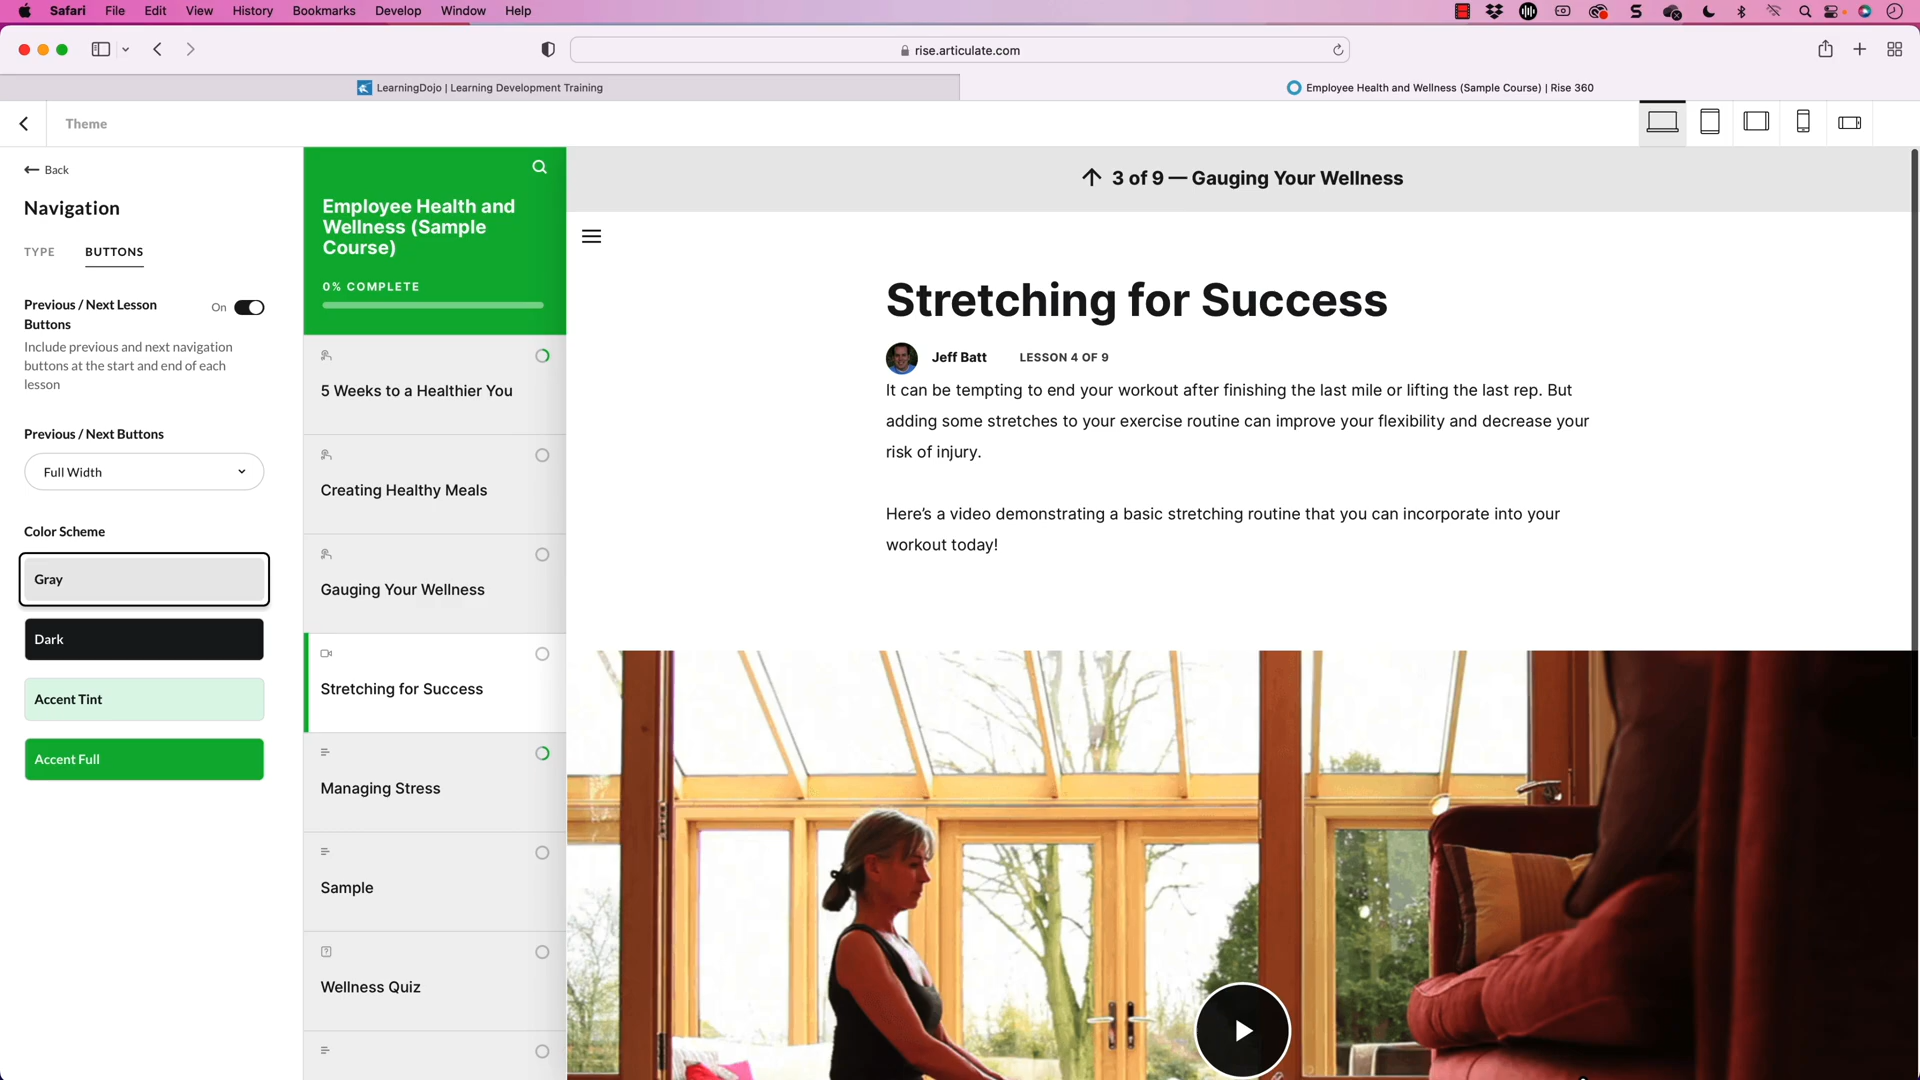 Safari File Edit View History Bookmarks Develop Window Help
rise.articulate.com
LearningDojo | Learning Development Training
Employee Health and Wellness (Sample Course) | Rise 360
Theme
Back
Navigation
TYPE BUTTONS
Previous / Next Lesson
Buttons
On
Include previous and next navigation
buttons at the start and end of each
lesson
Previous / Next Buttons
Full Width
Color Scheme
Gray
Dark
Accent Tint
Accent Full
Employee Health and
Wellness (Sample
Course)
0% COMPLETE
5 Weeks to a Healthier You
Creating Healthy Meals
Gauging Your Wellness
Stretching for Success
Managing Stress
Sample
Wellness Quiz
3 of 9 — Gauging Your Wellness
Stretching for Success
Jeff Batt LESSON 4 OF 9
It can be tempting to end your workout after finishing the last mile or lifting the last rep. But
adding some stretches to your exercise routine can improve your flexibility and decrease your
risk of injury.
Here's a video demonstrating a basic stretching routine that you can incorporate into your
workout today!